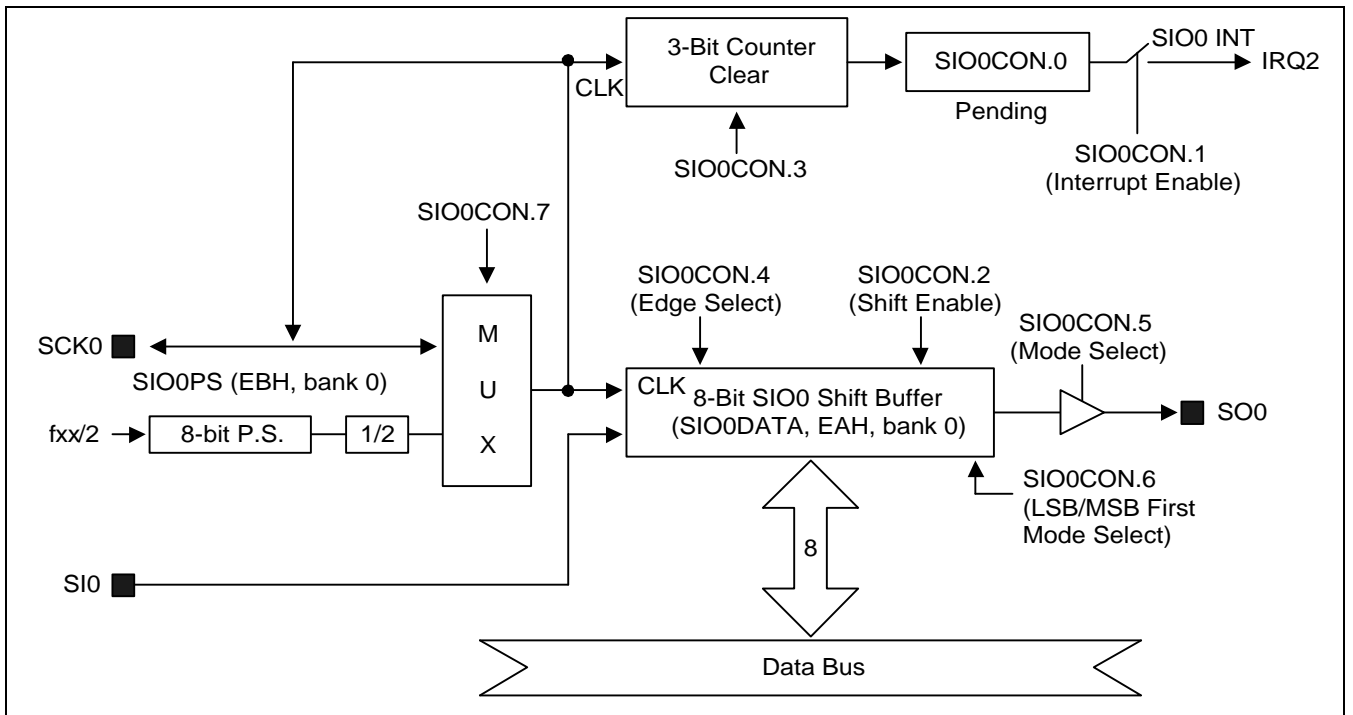 3-Bit Counter
Clear
CLK
SIO0CON.0
Pending
SIO0 INT
IRQ2
SIO0CON.3
SIO0CON.1
(Interrupt Enable)
SIO0CON.7
SIO0CON.4
(Edge Select)
SIO0CON.2
(Shift Enable)
SIO0CON.5
(Mode Select)
SCK0
SIO0PS (EBH, bank 0)
fxx/2
8-bit P.S.
1/2
M
U
X
CLK
8-Bit SIO0 Shift Buffer
(SIO0DATA, EAH, bank 0)
SO0
SIO0CON.6
(LSB/MSB First
Mode Select)
SI0
8
Data Bus